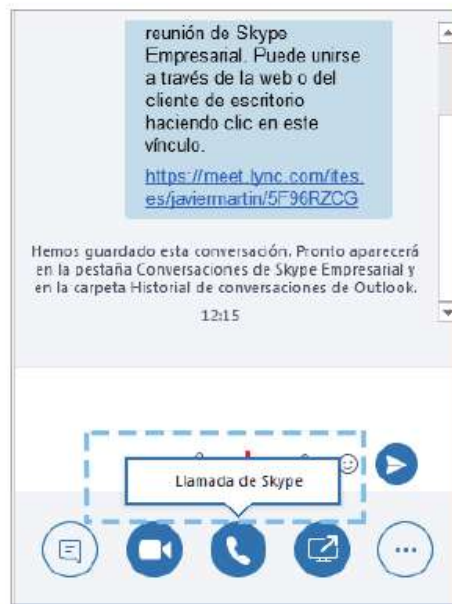 reunión de Skype
Empresarial. Puede unirse
a través de la web o del
cliente de escritorio
haciendo clic en este
vínculo.
https://meet.lync.com/ites.
es/javiermartin/5F96RZCG
Hemos guardado esta conversación. Pronto aparecerá
en la pestaña Conversaciones de Skype Empresarial y
en la carpeta Historial de conversaciones de Outlook.
12:15
Llamada de Skype